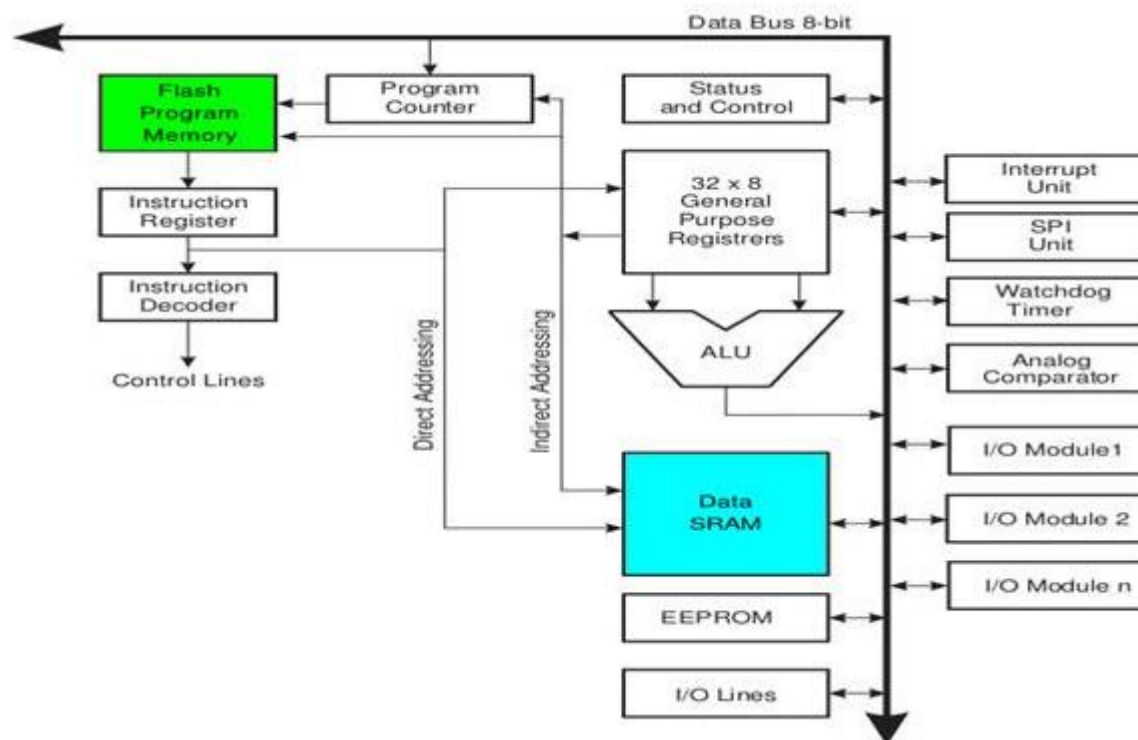 Data Bus 8-bit
Flash
Program
Memory
Program
Counter
Status
and Control
Interrupt
Unit
32 x 8
General
Purpose
Registrers
Instruction
Register
SPI
Unit
Instruction
Decoder
Watchdog
Timer
ALU
Analog
Comparator
Control Lines
Direct Addressing
Indirect Addressing
I/O Module1
Data
SRAM
I/O Module 2
I/O Module n
EEPROM
I/O Lines